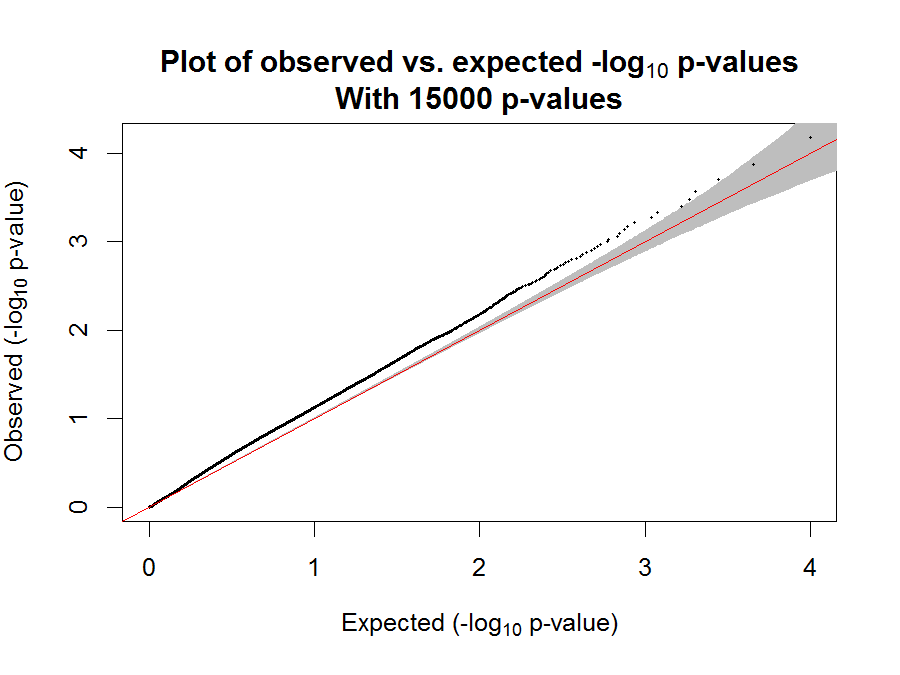 Plot of observed vs. expected -log10 p-values
With 15000 p-values
Observed (-log10 p-value)
4
3
2
1
0
0 1 2 3 4
Expected (-log10 p-value)